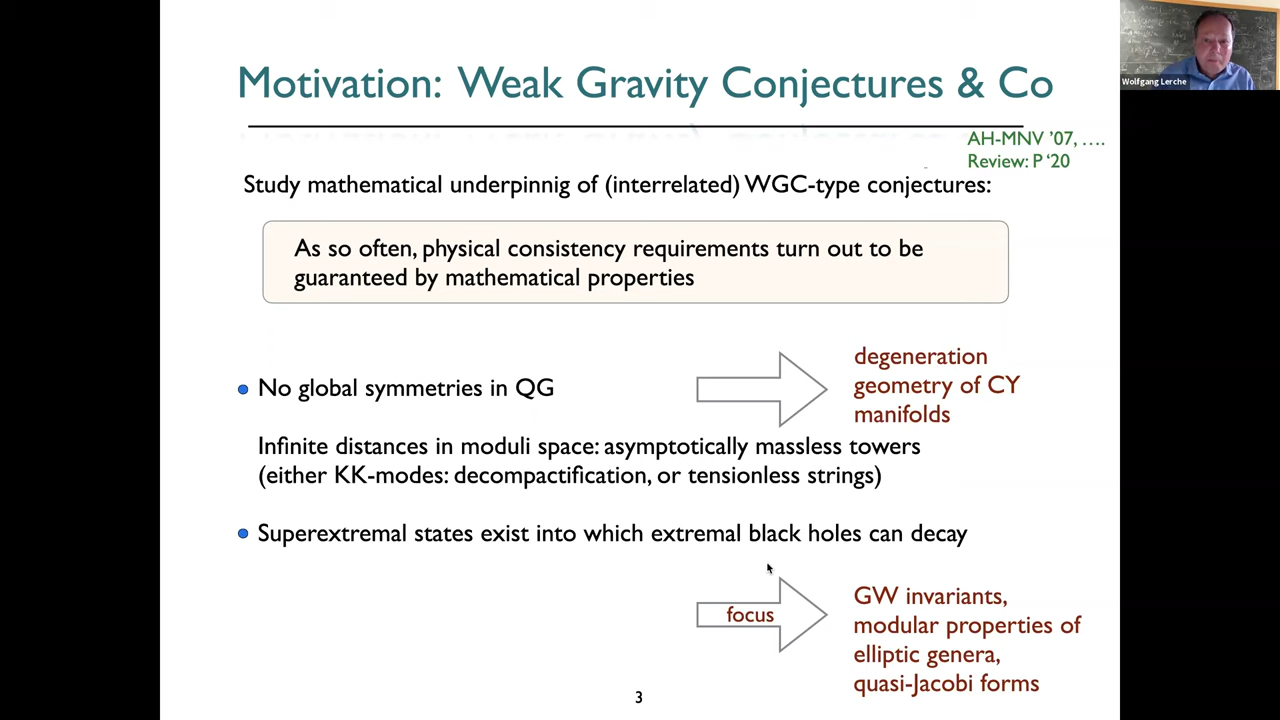 Motivation: Weak Gravity Conjectures & Co
Wolfgang Lerche
AH-MNV '07, ....
Review: P '20
Study mathematical underpinnig of (interrelated) WGC-type conjectures:
As so often, physical consistency requirements turn out to be
guaranteed by mathematical properties
• No global symmetries in QG
degeneration
geometry of CY
manifolds
Infinite distances in moduli space: asymptotically massless towers
(either KK-modes: decompactification, or tensionless strings)
• Superextremal states exist into which extremal black holes can decay
focus
GW invariants,
modular properties of
elliptic genera,
quasi-Jacobi forms
3